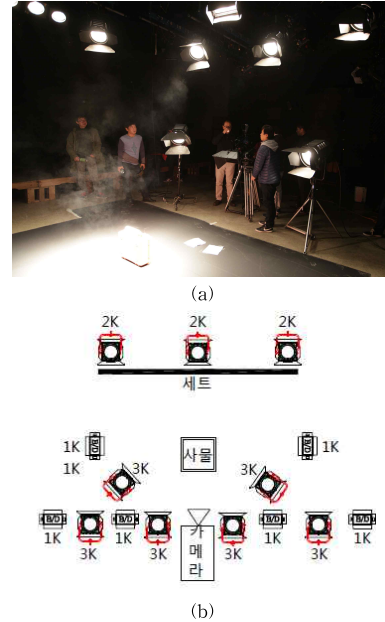 (a)
2K 2K 2K
세트
1K B/D 사물 B/D 1K
1K 3K 3K
B/D B/D 카메라 B/D B/D
1K 3K 1K 3K 3K 1K 3K 1K
(b)